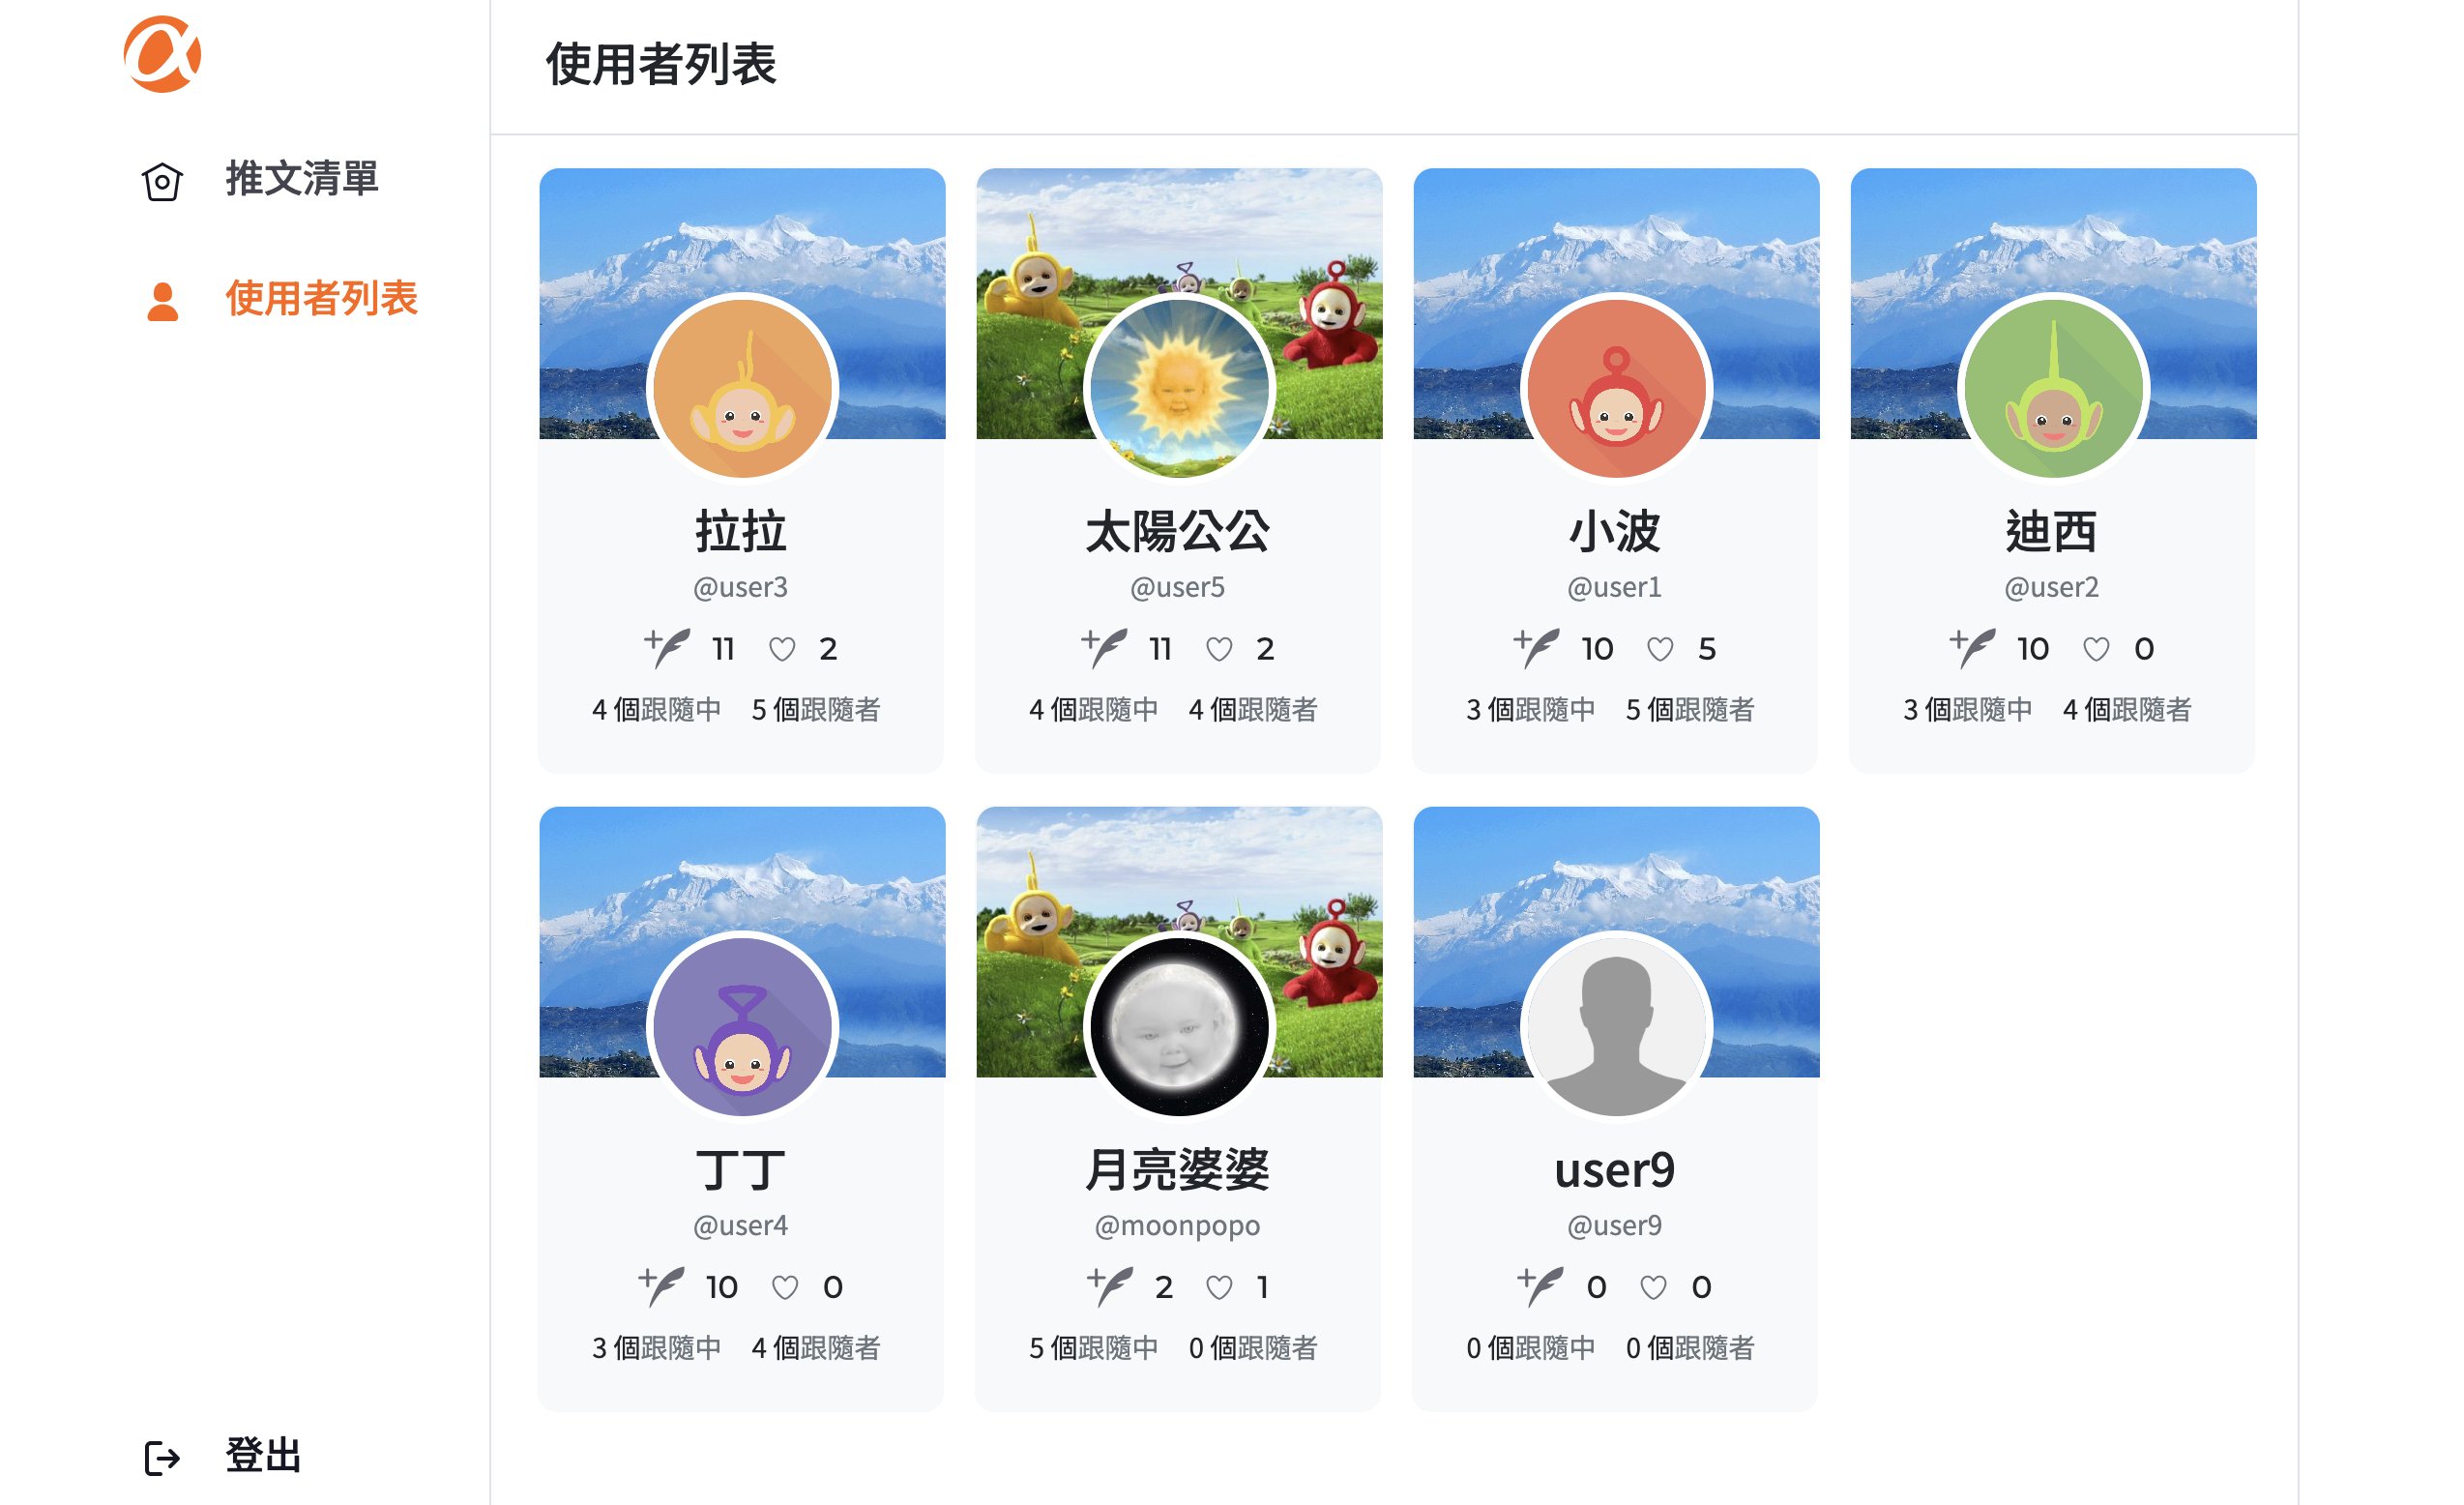 使用者列表
推文清單
使用者列表
登出
拉拉
@user3
11 2
4 個跟隨中 5 個跟隨者
太陽公公
@user5
11 2
4 個跟隨中 4 個跟隨者
小波
@user1
10 5
3 個跟隨中 5 個跟隨者
迪西
@user2
10 0
3 個跟隨中 4 個跟隨者
丁丁
@user4
10 0
3 個跟隨中 4 個跟隨者
月亮婆婆
@moonpopo
2 1
5 個跟隨中 0 個跟隨者
user9
@user9
0 0
0 個跟隨中 0 個跟隨者